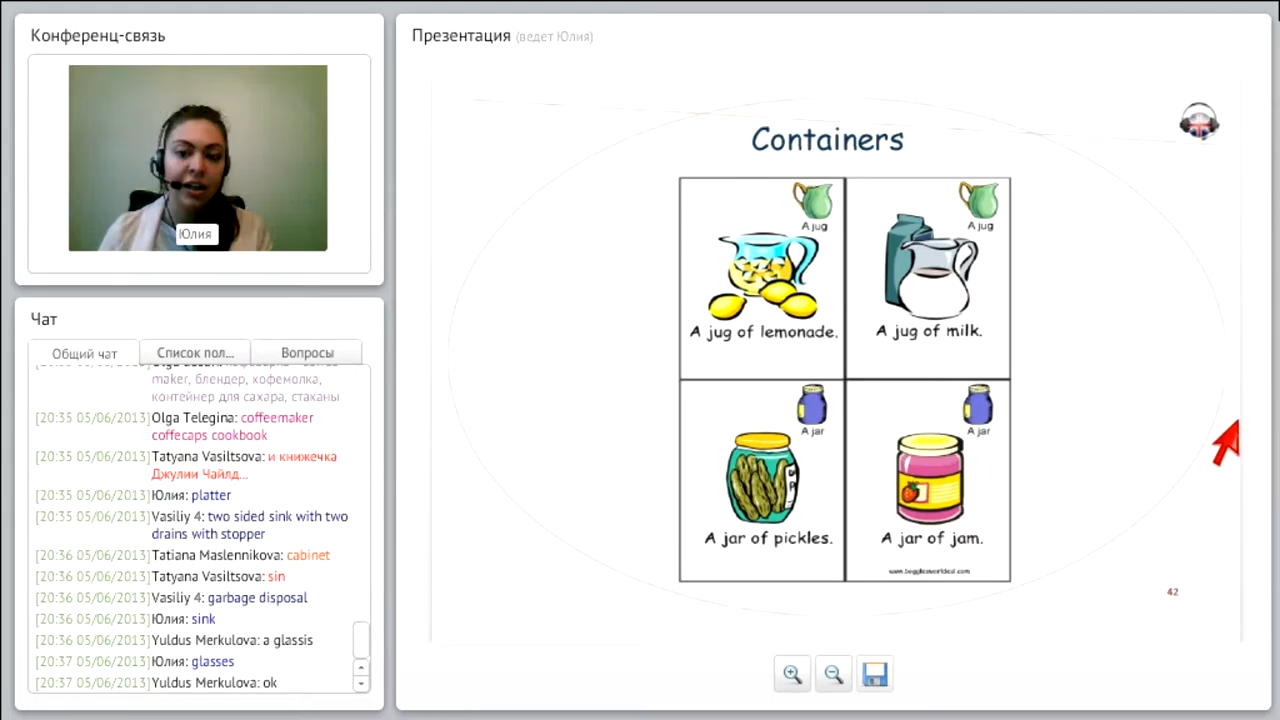 Конференц-связь
Юлия
Чат
Общий чат
Список пол...
Вопросы
maker, блендер, кофемолка,
контейнер для сахара, стаканы
[20:35 05/06/2013] Olga Telegina: coffeemaker
coffecaps cookbook
[20:35 05/06/2013] Tatyana Vasiltsova: и книжечка
Джулии Чайлд...
[20:35 05/06/2013] Юлия: platter
[20:35 05/06/2013] Vasiliy 4: two sided sink with two
drains with stopper
[20:36 05/06/2013] Tatiana Maslennikova: cabinet
[20:36 05/06/2013] Tatyana Vasiltsova: sin
[20:36 05/06/2013] Vasiliy 4: garbage disposal
[20:36 05/06/2013] Юлия: sink
[20:36 05/06/2013] Yuldus Merkulova: a glassis
[20:37 05/06/2013] Юлия: glasses
[20:37 05/06/2013] Yuldus Merkulova: ok
Презентация (ведет Юлия)
Containers
A jug
A jug of lemonade.
A jug
A jug of milk.
A jar
A jar of pickles.
A jar
A jar of jam.
42